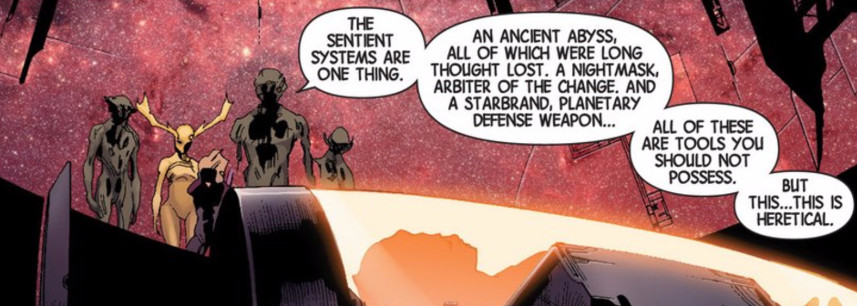 THE
SENTIENT
SYSTEMS ARE
ONE THING.
AN ANCIENT ABYSS,
ALL OF WHICH WERE LONG
THOUGHT LOST. A NIGHTMASK,
ARBITER OF THE CHANGE. AND
A STARBRAND, PLANETARY
DEFENSE WEAPON...
ALL OF THESE
ARE TOOLS YOU
SHOULD NOT
POSSESS.
BUT
THIS...THIS IS
HERETICAL.